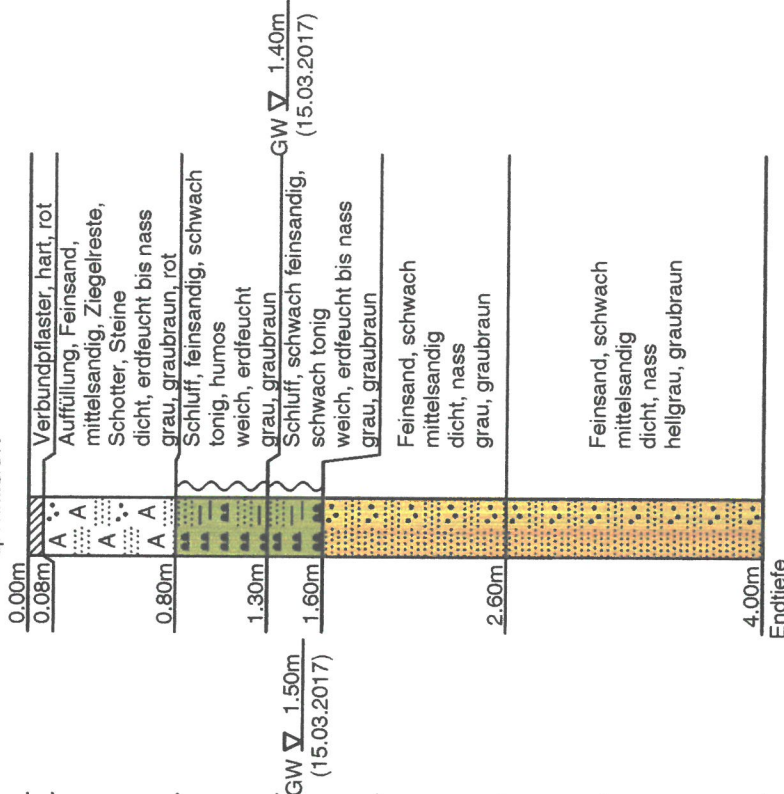 0.00m
0.08m
Verbundpflaster, hart, rot
Auffüllung, Feinsand,
mittelsandig, Ziegelreste,
Schotter, Steine
dicht, erdfeucht bis nass
grau, graubraun, rot
A A
A A
A A
0.80m
Schluff, feinsandig, schwach
tonig, humos
weich, erdfeucht
grau, graubraun
1.30m
Schluff, schwach feinsandig,
schwach tonig
weich, erdfeucht bis nass
grau, graubraun
GW 1.40m
(15.03.2017)
GW 1.50m
(15.03.2017)
1.60m
Feinsand, schwach
mittelsandig
dicht, nass
grau, graubraun
2.60m
Feinsand, schwach
mittelsandig
dicht, nass
hellgrau, graubraun
4.00m
Endtiefe